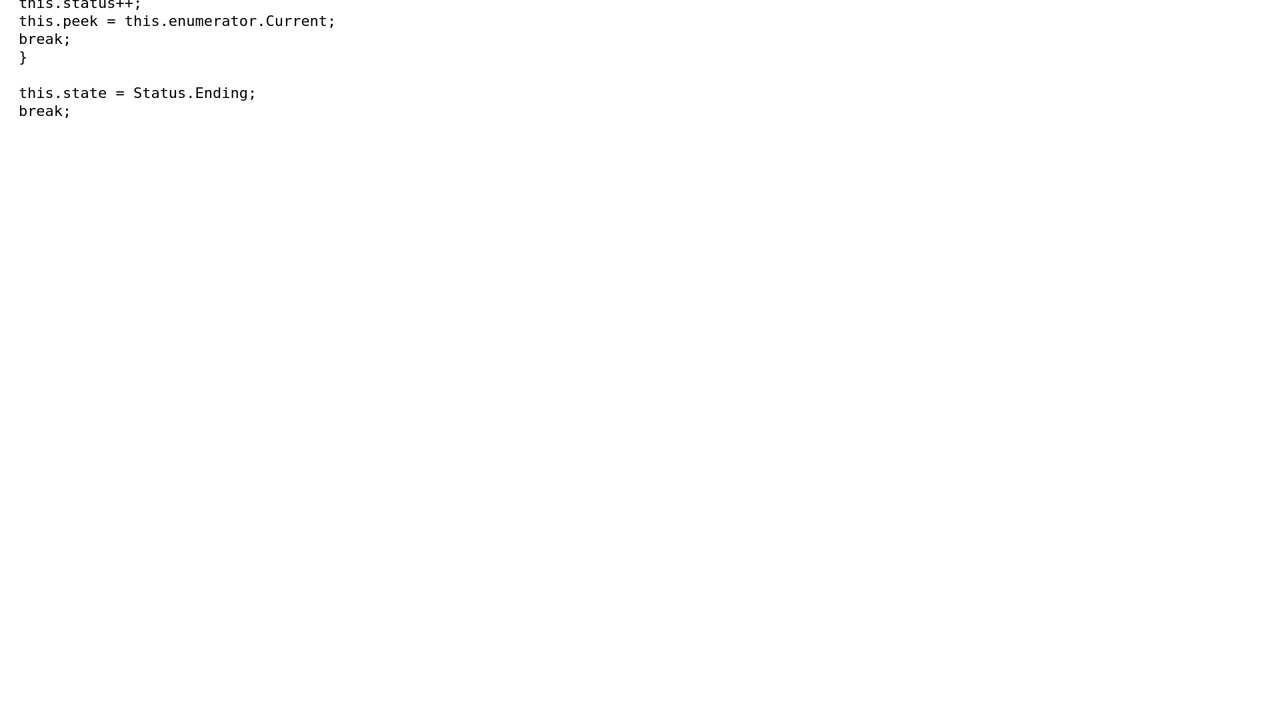 this.status++;
this.peek = this.enumerator.Current;
break;
}

this.state = Status.Ending;
break;